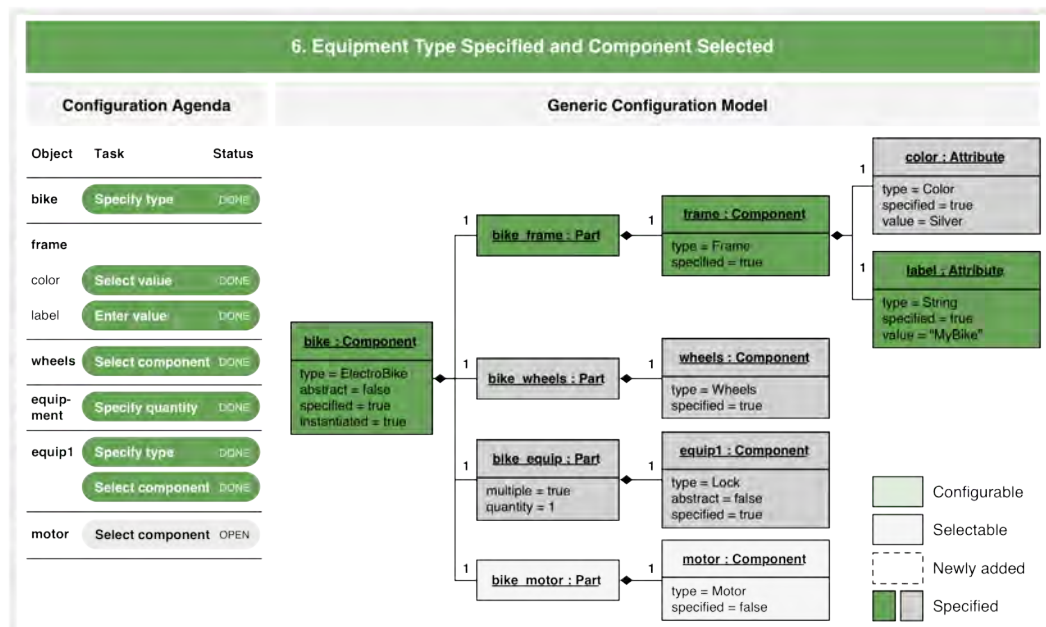 6. Equipment Type Specified and Component Selected
Configuration Agenda
Generic Configuration Model
Object Task Status
bike Specify type DONE
frame
color Select value DONE
label Enter value DONE
wheels Select component DONE
equip-
ment Specify quantity DONE
equip1 Specify type DONE
Select component DONE
motor Select component OPEN
bike : Component
type = ElectroBike
abstract = false
specified = true
instantiated = true
1
bike_frame : Part
1
frame : Component
type = Frame
specified = true
1
color : Attribute
type = Color
specified = true
value = Silver
1
label : Attribute
type = String
specified = true
value = "MyBike"
1
bike_wheels : Part
1
wheels : Component
type = Wheels
specified = true
1
bike_equip : Part
multiple = true
quantity = 1
1
equip1 : Component
type = Lock
abstract = false
specified = true
1
bike_motor : Part
1
motor : Component
type = Motor
specified = false
Configurable
Selectable
Newly added
Specified